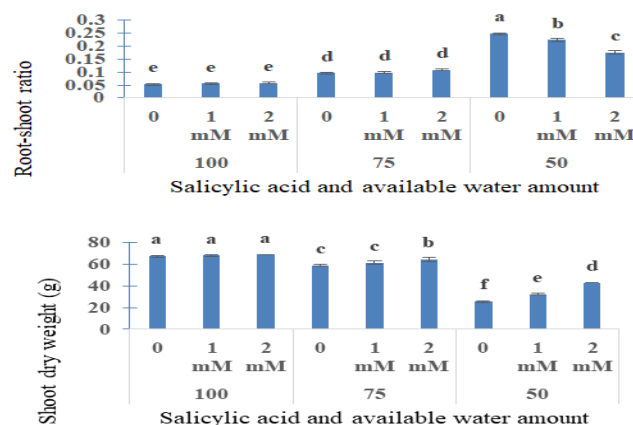 Root-shoot ratio
0.3
0.25
0.2
0.15
0.1
0.05
0
e e e d d d a b c
0 1 mM 2 mM 0 1 mM 2 mM 0 1 mM 2 mM
100 75 50
Salicylic acid and available water amount
Shoot dry weight (g)
80
60
40
20
0
a a a c c b f e d
0 1 mM 2 mM 0 1 mM 2 mM 0 1 mM 2 mM
100 75 50
Salicylic acid and available water amount